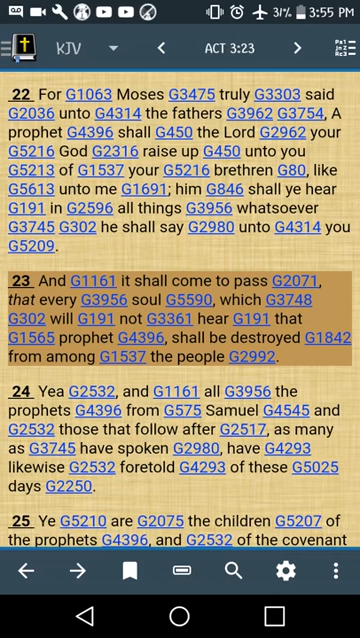 31% 3:55 PM
KJV ACT 3:23
22 For G1063 Moses G3475 truly G3303 said
G2036 unto G4314 the fathers G3962 G3754, A
prophet G4396 shall G450 the Lord G2962 your
G5216 God G2316 raise up G450 unto you
G5213 of G1537 your G5216 brethren G80, like
G5613 unto me G1691; him G846 shall ye hear
G191 in G2596 all things G3956 whatsoever
G3745 G302 he shall say G2980 unto G4314 you
G5209.
23 And G1161 it shall come to pass G2071,
that every G3956 soul G5590, which G3748
G302 will G191 not G3361 hear G191 that
G1565 prophet G4396, shall be destroyed G1842
from among G1537 the people G2992.
24 Yea G2532, and G1161 all G3956 the
prophets G4396 from G575 Samuel G4545 and
G2532 those that follow after G2517, as many
as G3745 have spoken G2980, have G4293
likewise G2532 foretold G4293 of these G5025
days G2250.
25 Ye G5210 are G2075 the children G5207 of
the prophets G4396, and G2532 of the covenant